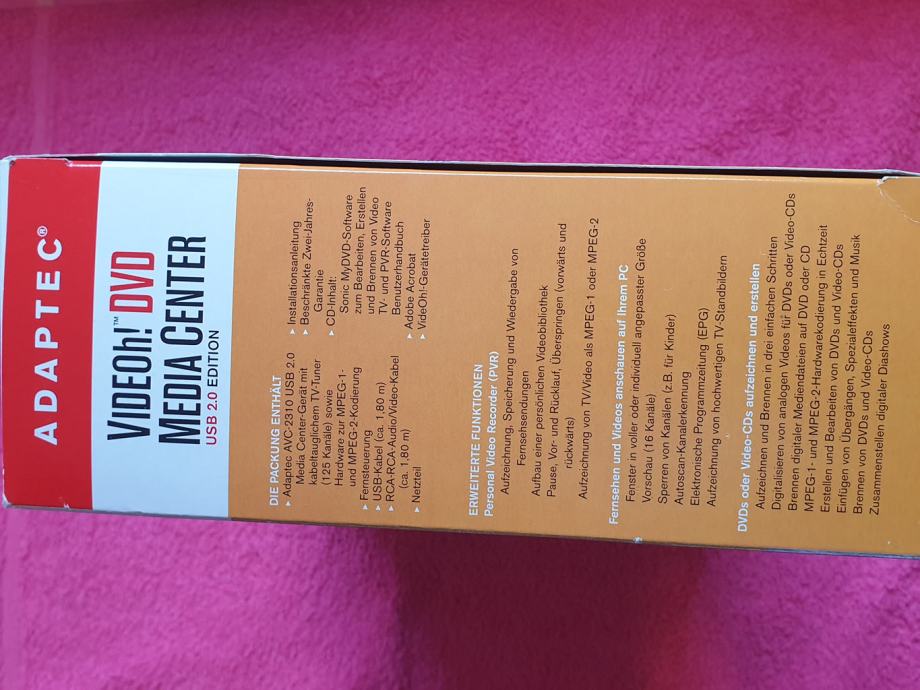 ADAPTEC®
VIDEOh!™ DVD
MEDIA CENTER
USB 2.0 EDITION
DIE PACKUNG ENTHÄLT
▸ Adaptec AVC-2310 USB 2.0
Media Center-Gerät mit
kabeltauglichem TV-Tuner
(125 Kanäle) sowie
Hardware zur MPEG-1-
und MPEG-2-Kodierung
▸ Fernsteuerung
▸ USB-Kabel (ca. 1,80 m)
▸ RCA-RCA-Audio/Video-Kabel
(ca. 1,80 m)
▸ Netzteil
▸ Installationsanleitung
▸ Beschränkte Zwei-Jahres-
Garantie
▸ CD-Inhalt:
Sonic MyDVD-Software
zum Bearbeiten, Erstellen
und Brennen von Video
TV- und PVR-Software
Benutzerhandbuch
▸ Adobe Acrobat
▸ VideOh!-Gerätetreiber
ERWEITERTE FUNKTIONEN
Personal Video Recorder (PVR)
Aufzeichnung, Speicherung und Wiedergabe von
Fernsehsendungen
Aufbau einer persönlichen Videobibliothek
Pause, Vor- und Rücklauf, Überspringen (vorwärts und
rückwärts)
Aufzeichnung von TV/Video als MPEG-1 oder MPEG-2
Fernsehen und Videos anschauen auf Ihrem PC
Fenster in voller oder individuell angepasster Größe
Vorschau (16 Kanäle)
Sperren von Kanälen (z.B. für Kinder)
Autoscan-Kanalerkennung
Elektronische Programmzeitung (EPG)
Aufzeichnung von hochwertigen TV-Standbildern
DVDs oder Video-CDs aufzeichnen und erstellen
Aufzeichnen und Brennen in drei einfachen Schritten
Digitalisieren von analogen Videos für DVDs oder Video-CDs
Brennen digitaler Mediendateien auf DVD oder CD
MPEG-1- und MPEG-2-Hardwarekodierung in Echtzeit
Erstellen und Bearbeiten von DVDs und Video-CDs
Einfügen von Übergängen, Spezialeffekten und Musik
Brennen von DVDs und Video-CDs
Zusammenstellen digitaler Diashows